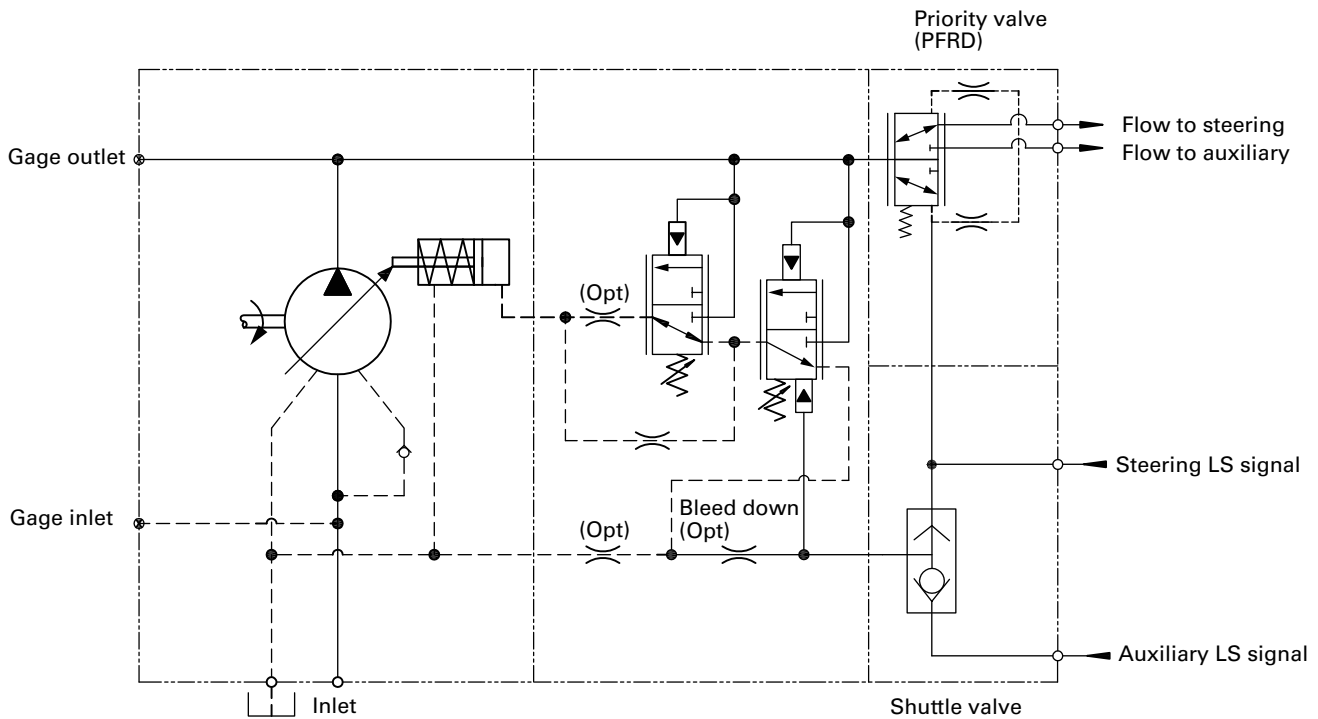 Priority valve
(PFRD)
Gage outlet
Flow to steering
Flow to auxiliary
(Opt)
Steering LS signal
Gage inlet
(Opt)
Bleed down
(Opt)
Auxiliary LS signal
Inlet
Shuttle valve